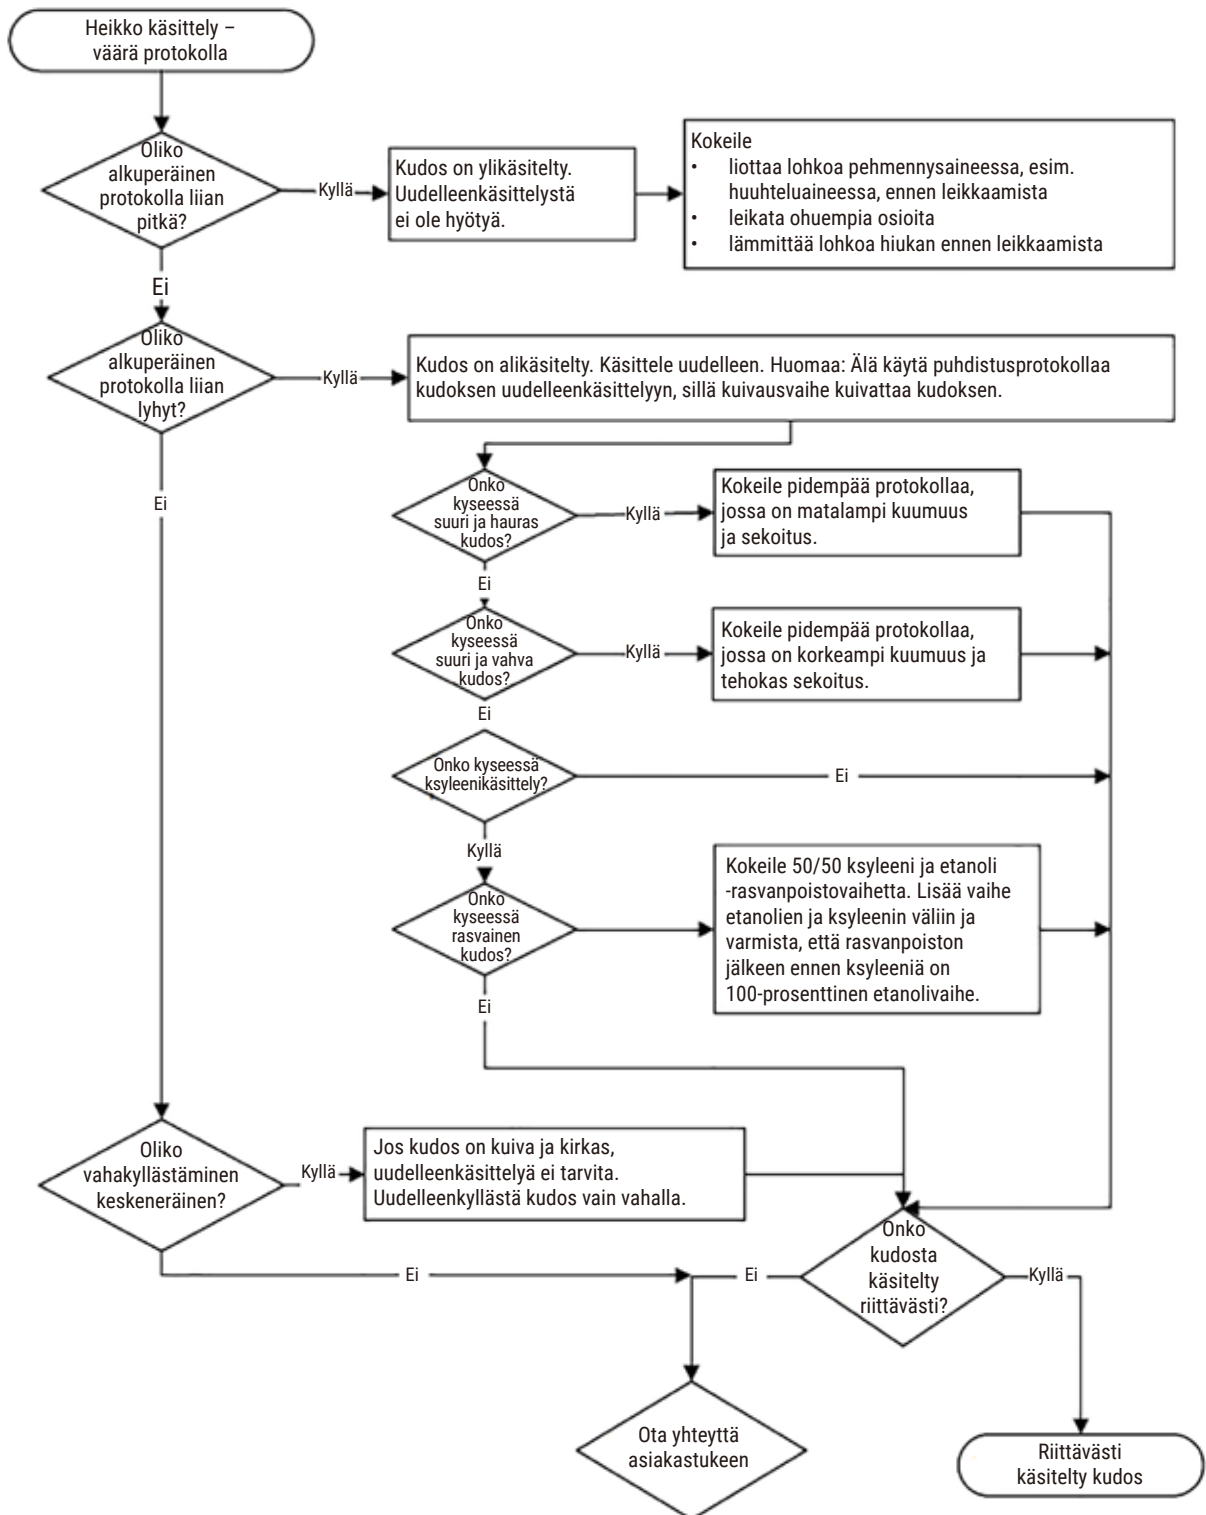 Heikko käsittely –
väärä protokolla
Oliko
alkuperäinen
protokolla liian
pitkä?
Kyllä
Kudos on ylikäsitelty.
Uudelleenkäsittelystä
ei ole hyötyä.
Kokeile
• liottaa lohkoa pehmennysaineessa, esim.
huuhteluaineessa, ennen leikkaamista
• leikata ohuempia osioita
• lämmittää lohkoa hiukan ennen leikkaamista
Ei
Oliko
alkuperäinen
protokolla liian
lyhyt?
Kyllä
Kudos on alikäsitelty. Käsittele uudelleen. Huomaa: Älä käytä puhdistusprotokollaa
kudoksen uudelleenkäsittelyyn, sillä kuivausvaihe kuivattaa kudoksen.
Ei
Onko
kyseessä
suuri ja hauras
kudos?
Kyllä
Kokeile pidempää protokollaa,
jossa on matalampi kuumuus
ja sekoitus.
Ei
Onko
kyseessä
suuri ja vahva
kudos?
Kyllä
Kokeile pidempää protokollaa,
jossa on korkeampi kuumuus ja
tehokas sekoitus.
Ei
Onko kyseessä
ksyleenikäsittely?
Ei
Kyllä
Onko
kyseessä
rasvainen
kudos?
Kokeile 50/50 ksyleeni ja etanoli
-rasvanpoistovaihetta. Lisää vaihe
etanolien ja ksyleenin väliin ja
varmista, että rasvanpoiston
jälkeen ennen ksyleeniä on
100-prosenttinen etanolivaihe.
Ei
Oliko
vahakyllästäminen
keskeneräinen?
Kyllä
Jos kudos on kuiva ja kirkas,
uudelleenkäsittelyä ei tarvita.
Uudelleenkyllästä kudos vain vahalla.
Ei
Onko
kudosta
käsitelty
riittävästi?
Ei
Kyllä
Ota yhteyttä
asiakastukeen
Riittävästi
käsitelty kudos